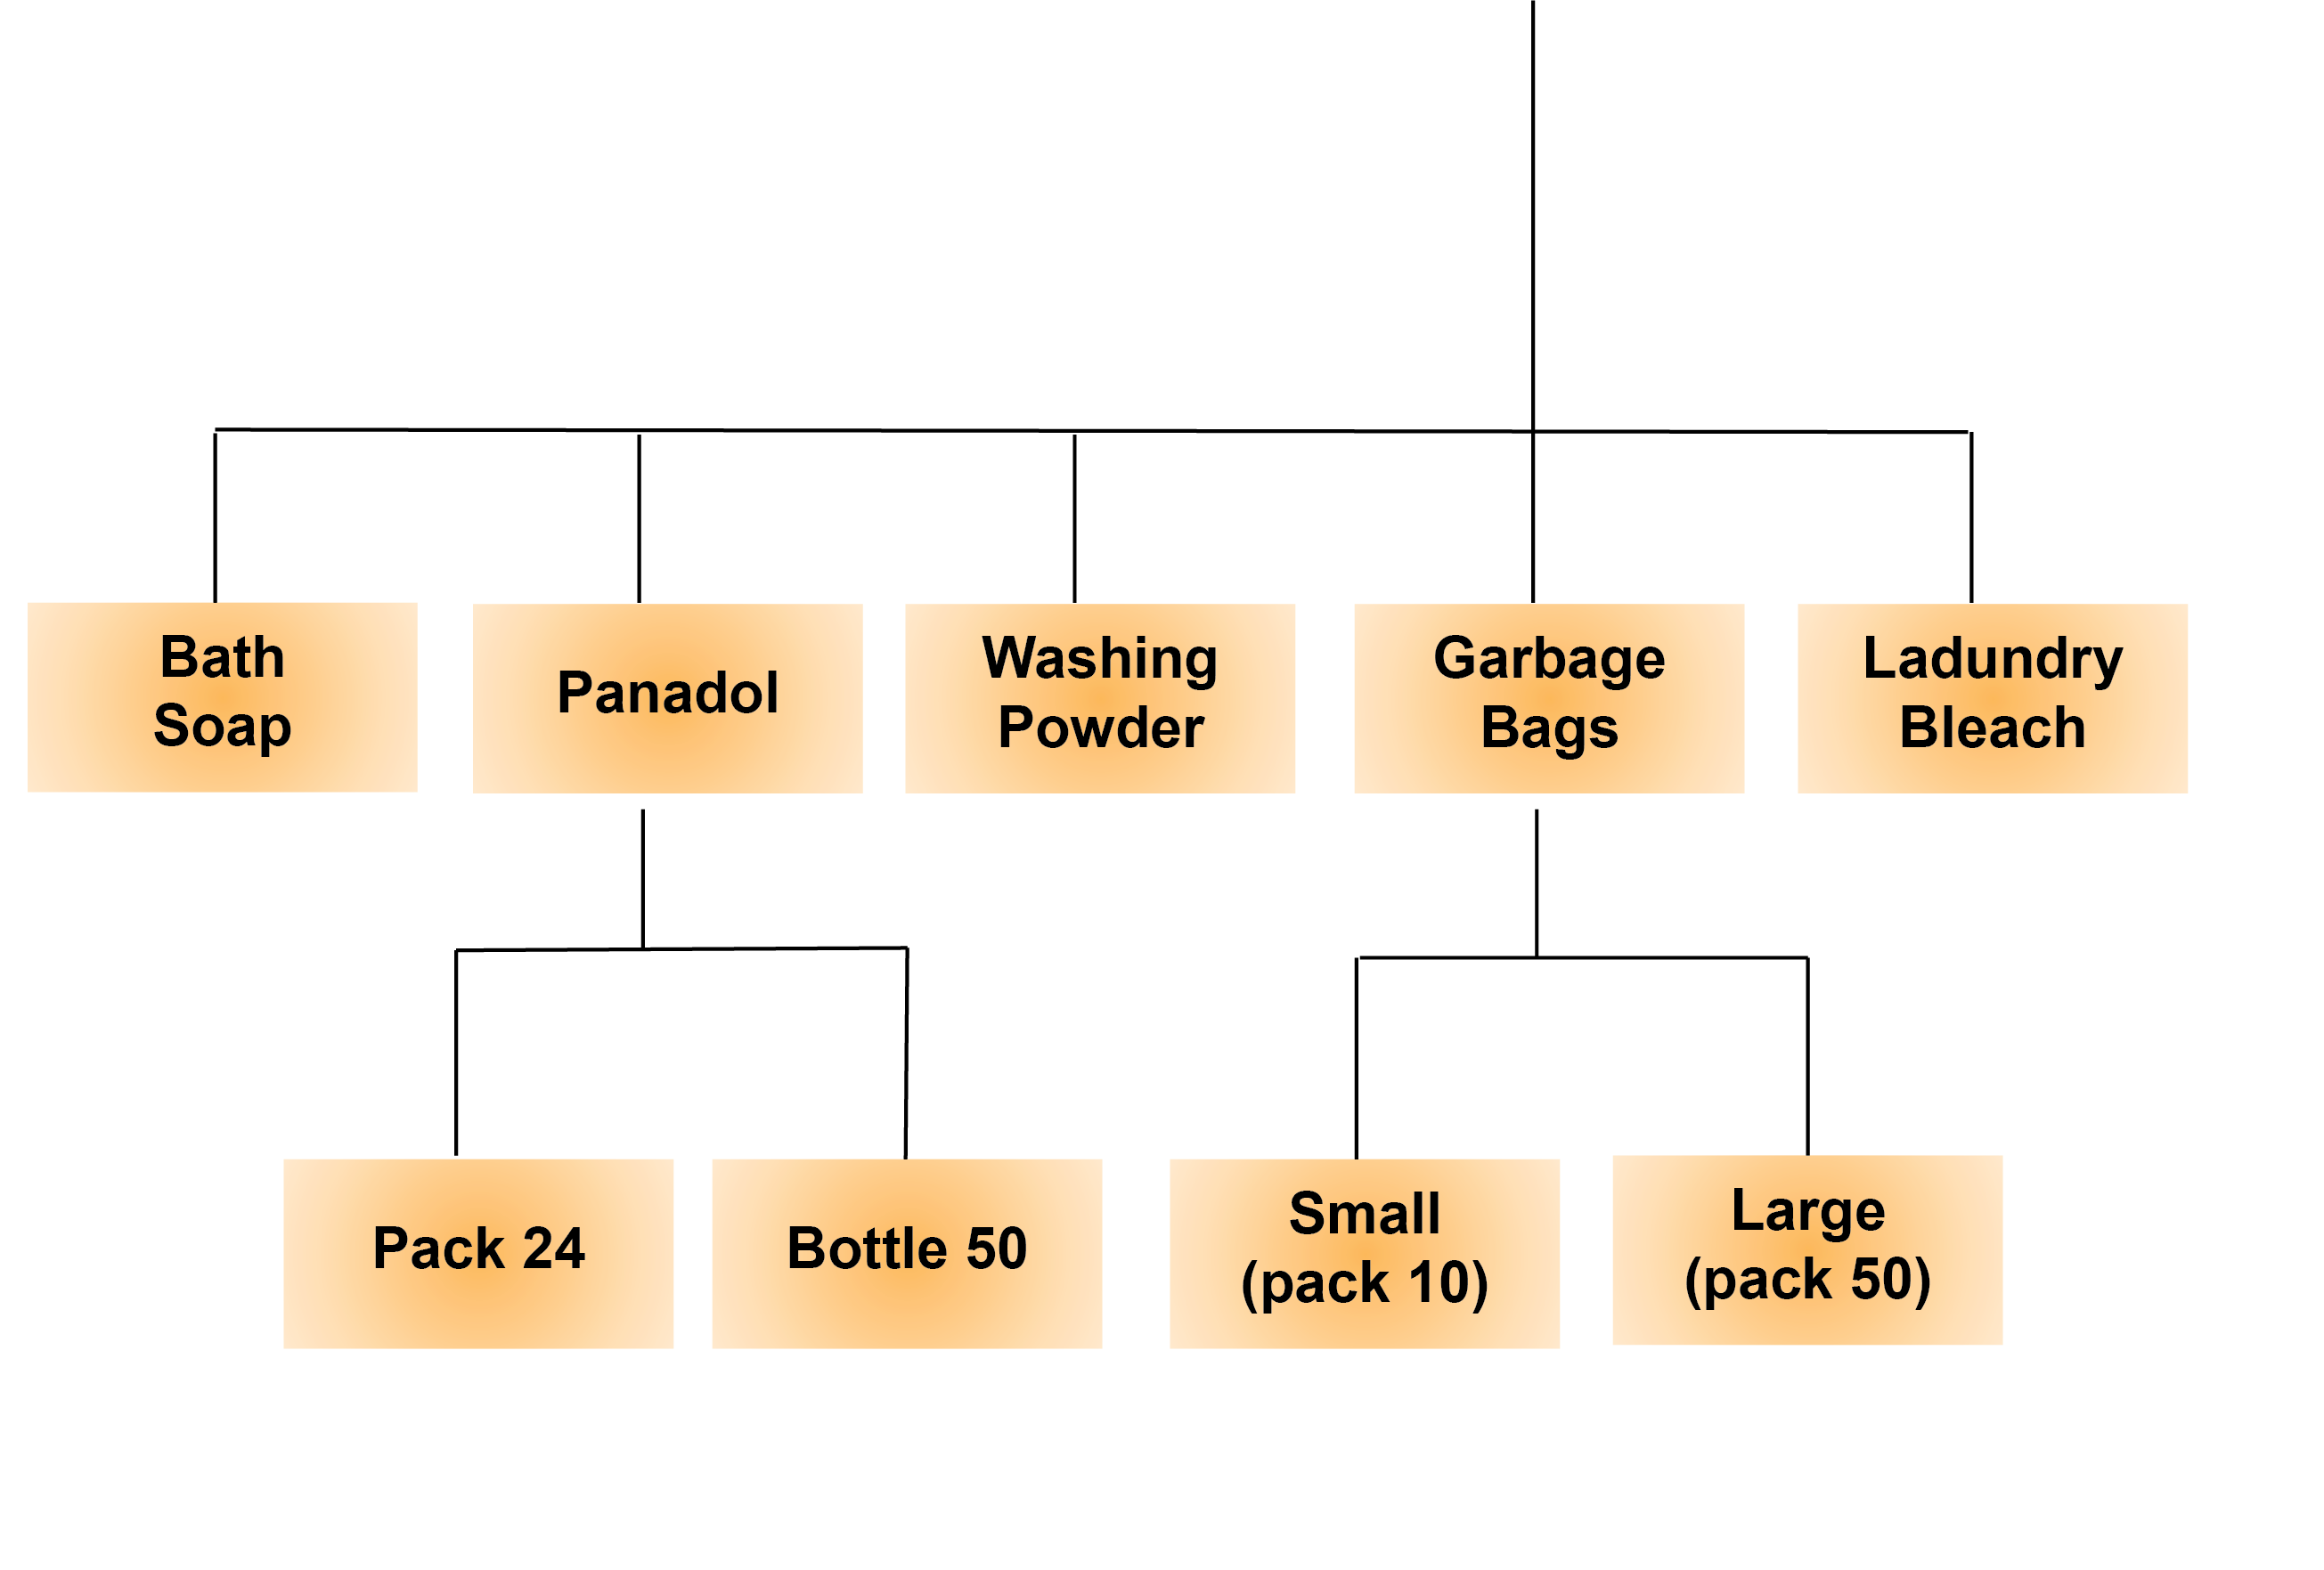 Bath
Soap
Panadol
Washing
Powder
Garbage
Bags
Ladundry
Bleach
Pack 24
Bottle 50
Small
(pack 10)
Large
(pack 50)